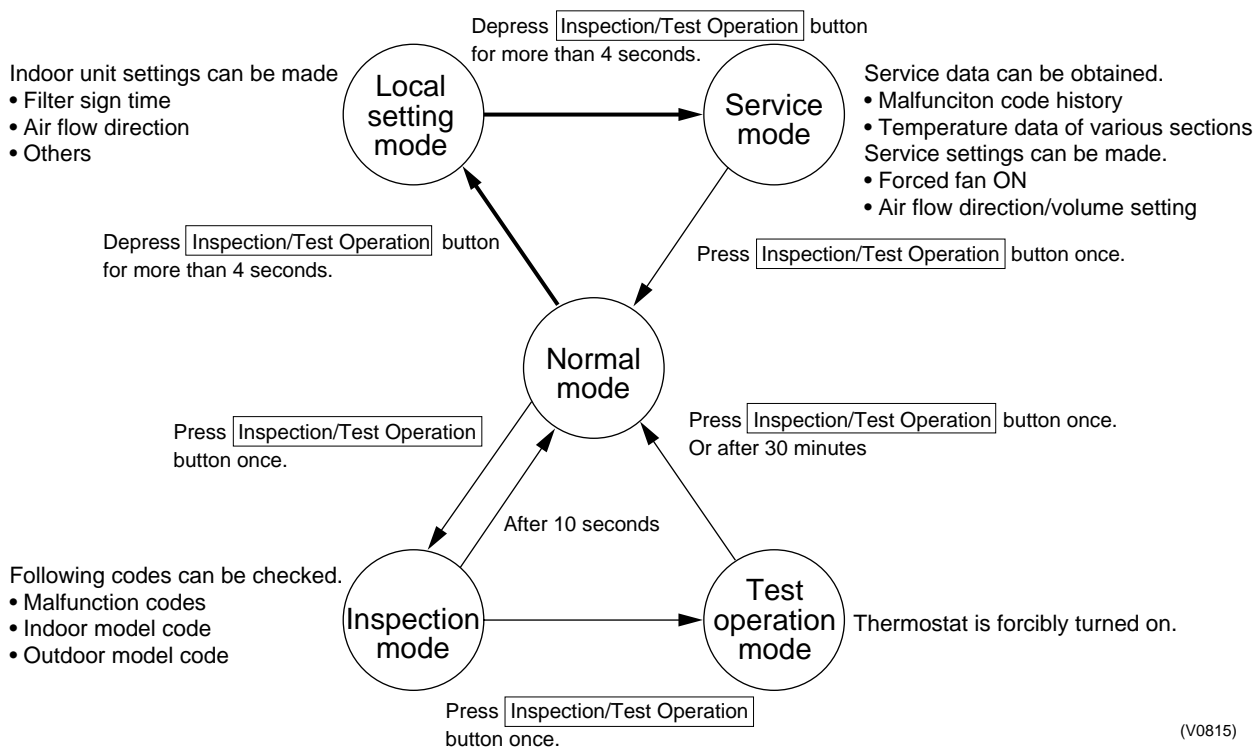 Depress Inspection/Test Operation button
for more than 4 seconds.
Indoor unit settings can be made
• Filter sign time
• Air flow direction
• Others
Local
setting
mode
Service
mode
Service data can be obtained.
• Malfunciton code history
• Temperature data of various sections
Service settings can be made.
• Forced fan ON
• Air flow direction/volume setting
Depress Inspection/Test Operation button
for more than 4 seconds.
Press Inspection/Test Operation button once.
Normal
mode
Press Inspection/Test Operation
button once.
Press Inspection/Test Operation button once.
Or after 30 minutes
After 10 seconds
Following codes can be checked.
• Malfunction codes
• Indoor model code
• Outdoor model code
Inspection
mode
Test
operation
mode
Thermostat is forcibly turned on.
Press Inspection/Test Operation
button once.
(V0815)